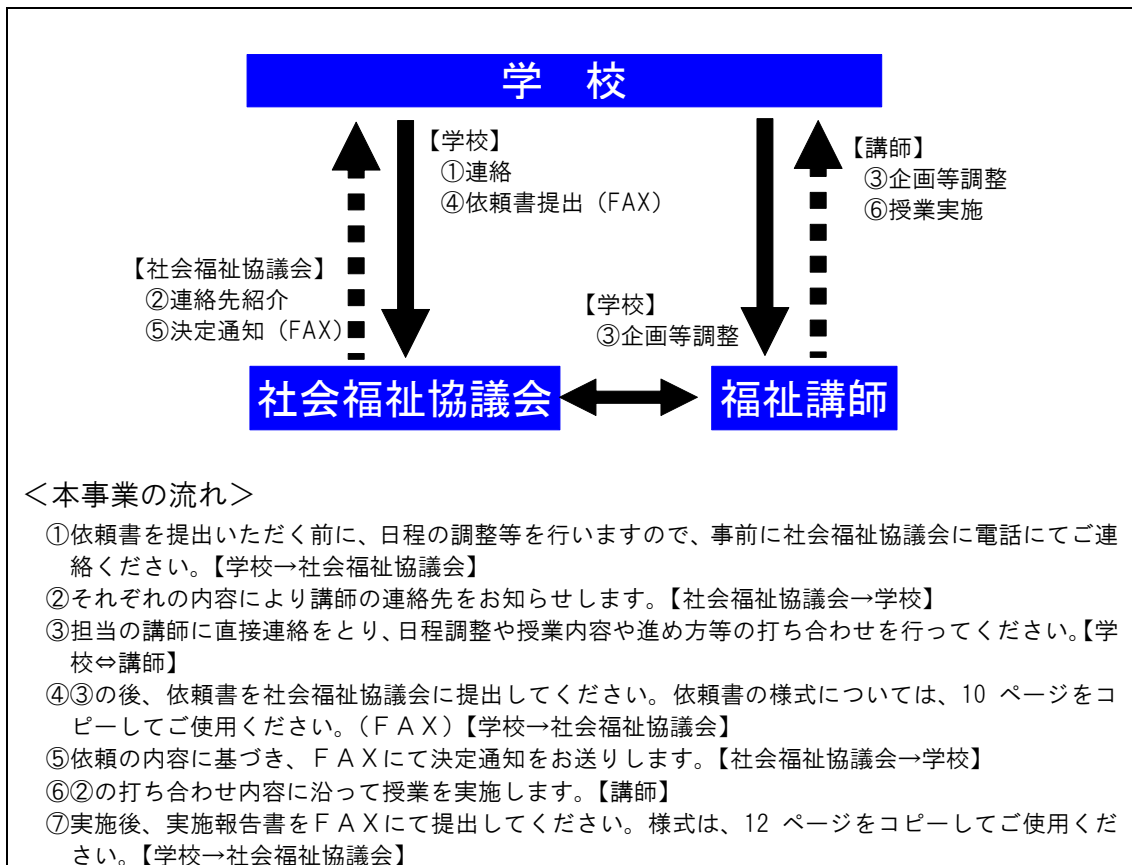 学 校
【学校】
①連絡
④依頼書提出（FAX）
【講師】
③企画等調整
⑥授業実施
【社会福祉協議会】
②連絡先紹介
⑤決定通知（FAX）
【学校】
③企画等調整
社会福祉協議会
福祉講師
＜本事業の流れ＞
①依頼書を提出いただく前に、日程の調整等を行いますので、事前に社会福祉協議会に電話にてご連
絡ください。【学校→社会福祉協議会】
②それぞれの内容により講師の連絡先をお知らせします。【社会福祉協議会→学校】
③担当の講師に直接連絡をとり、日程調整や授業内容や進め方等の打ち合わせを行ってください。【学
校⇔講師】
④③の後、依頼書を社会福祉協議会に提出してください。依頼書の様式については、10 ページをコ
ピーしてご使用ください。（ＦＡＸ）【学校→社会福祉協議会】
⑤依頼の内容に基づき、ＦＡＸにて決定通知をお送りします。【社会福祉協議会→学校】
⑥②の打ち合わせ内容に沿って授業を実施します。【講師】
⑦実施後、実施報告書をＦＡＸにて提出してください。様式は、12 ページをコピーしてご使用くだ
さい。【学校→社会福祉協議会】